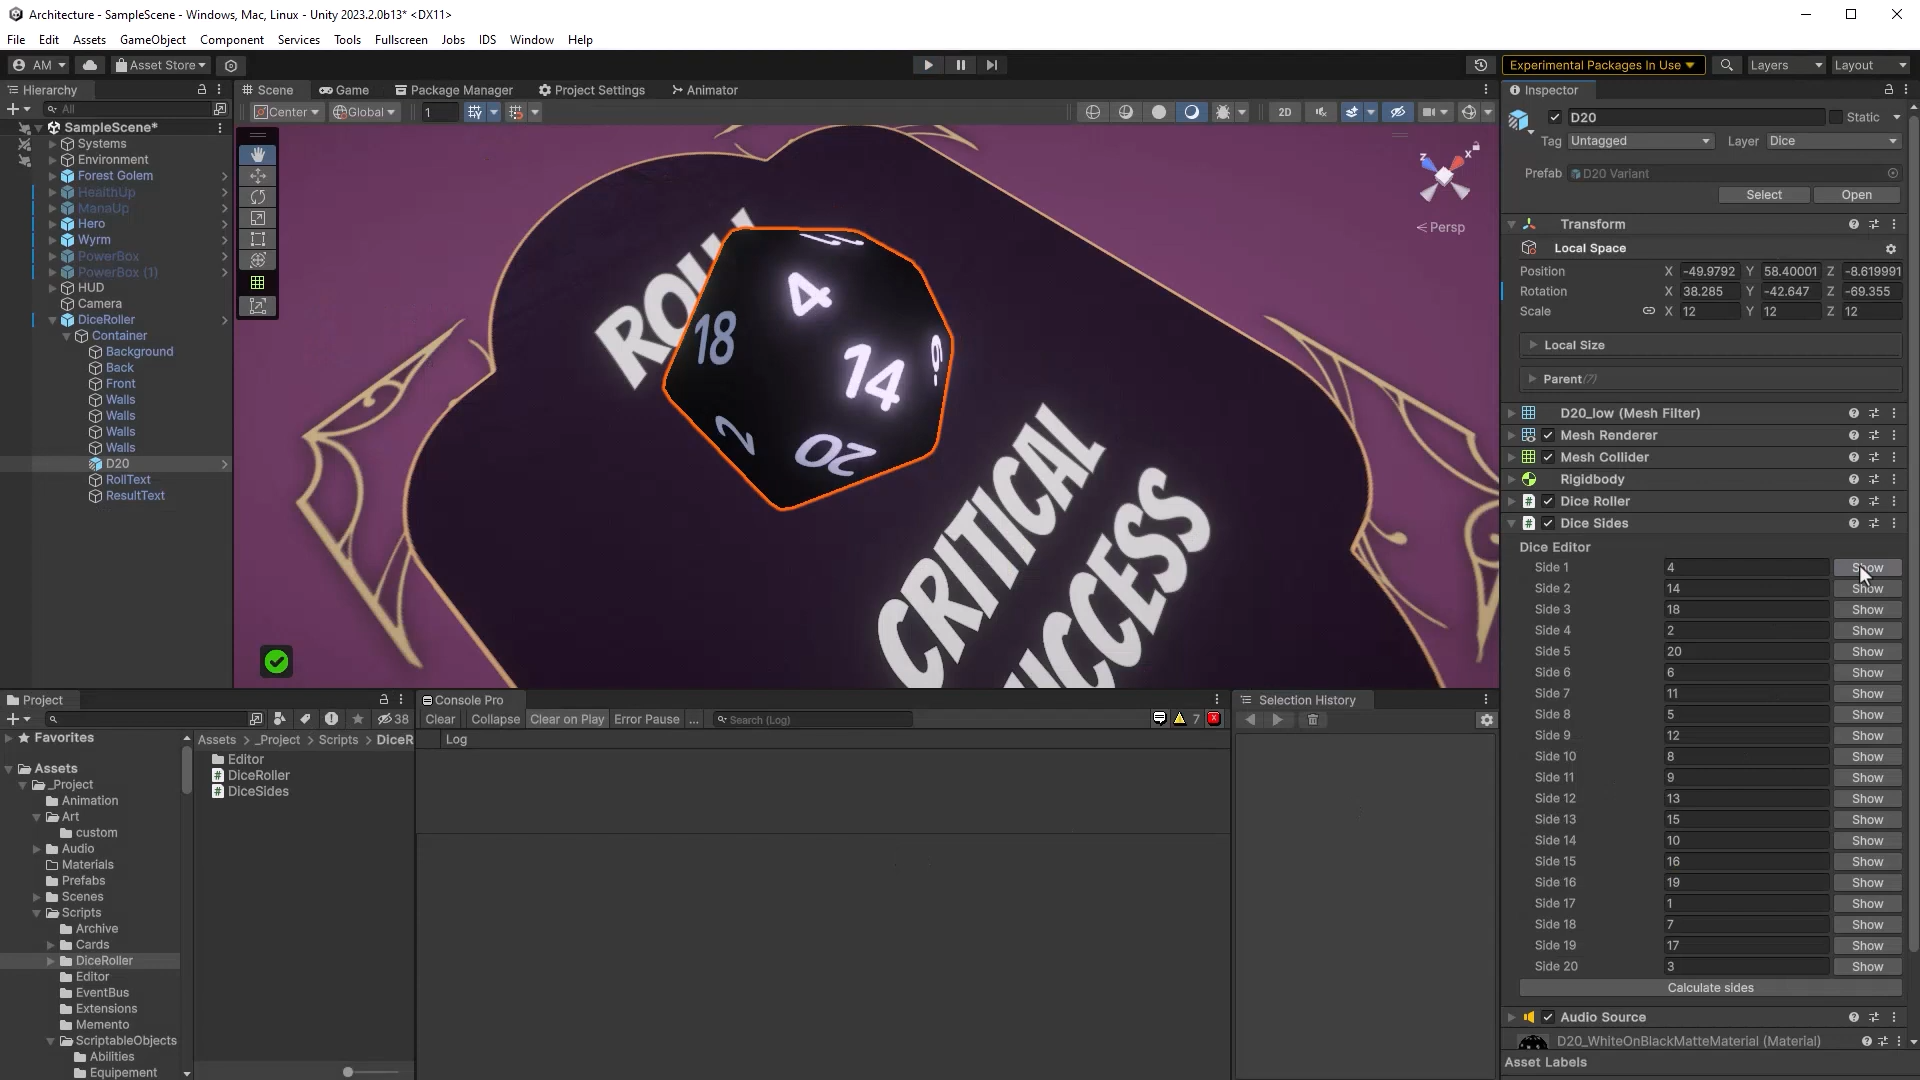 Architecture - SampleScene - Windows, Mac, Linux - Unity 2023.2.0b13* <DX11>
File Edit Assets GameObject Component Services Tools Fullscreen Jobs IDS Window Help
AM Asset Store Experimental Packages In Use Layers Layout
Hierarchy
All
SampleScene*
Systems
Environment
Forest Golem
HealthUp
ManaUp
Hero
Wyrm
PowerBox
PowerBox (1)
HUD
Camera
DiceRoller
Container
Background
Back
Front
Walls
Walls
Walls
Walls
D20
RollText
ResultText
Scene Game Package Manager Project Settings Animator
Center Global 1 2D
z x
Persp
4
18
14
2
20
CRITICAL
Inspector
D20 Static
Tag Untagged Layer Dice
Prefab D20 Variant
Select Open
Transform
Local Space
Position X -49.9792 Y 58.40001 Z -8.619991
Rotation X 38.285 Y -42.647 Z -69.355
Scale X 12 Y 12 Z 12
Local Size
Parent(7)
D20_low (Mesh Filter)
Mesh Renderer
Mesh Collider
Rigidbody
Dice Roller
Dice Sides
Dice Editor
Side 1 4 Show
Side 2 14 Show
Side 3 18 Show
Side 4 2 Show
Side 5 20 Show
Side 6 6 Show
Side 7 11 Show
Side 8 5 Show
Side 9 12 Show
Side 10 8 Show
Side 11 9 Show
Side 12 13 Show
Side 13 15 Show
Side 14 10 Show
Side 15 16 Show
Side 16 19 Show
Side 17 1 Show
Side 18 7 Show
Side 19 17 Show
Side 20 3 Show
Calculate sides
Audio Source
D20_WhiteOnBlackMatteMaterial (Material)
Asset Labels
Project
38
Favorites
Assets
_Project
Animation
Art
custom
Audio
Materials
Prefabs
Scenes
Scripts
Archive
Cards
DiceRoller
Editor
EventBus
Extensions
Memento
ScriptableObjects
Abilities
Equipement
Assets > _Project > Scripts > DiceR
Editor
DiceRoller
DiceSides
Console Pro
Clear Collapse Clear on Play Error Pause ... Search (Log) 7
Log
Selection History